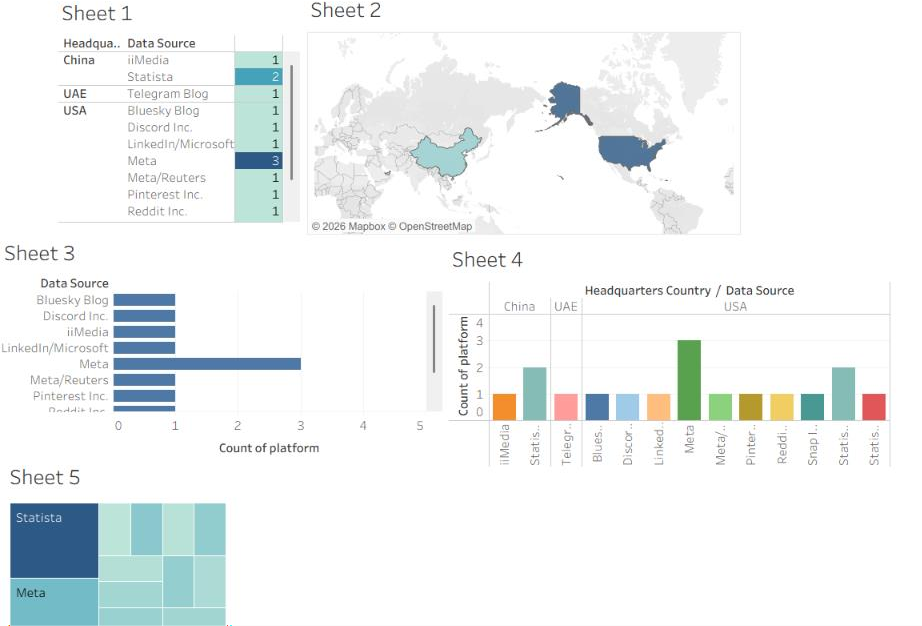 Sheet 1
Headqua.. Data Source
China iiMedia 1
Statista 2
UAE Telegram Blog 1
USA Bluesky Blog 1
Discord Inc. 1
LinkedIn/Microsoft 1
Meta 3
Meta/Reuters 1
Pinterest Inc. 1
Reddit Inc. 1
Sheet 2
© 2026 Mapbox © OpenStreetMap
Sheet 3
Data Source
Bluesky Blog
Discord Inc.
iiMedia
LinkedIn/Microsoft
Meta
Meta/Reuters
Pinterest Inc.
Reddit Inc.
0 1 2 3 4 5
Count of platform
Sheet 4
Headquarters Country / Data Source
China UAE USA
Count of platform
4
3
2
1
0
iiMedia
Statis..
Telegr..
Blues..
Discor..
Linked..
Meta
Meta/..
Pinter..
Reddi..
Snap I..
Statis..
Statis..
Sheet 5
Statista
Meta